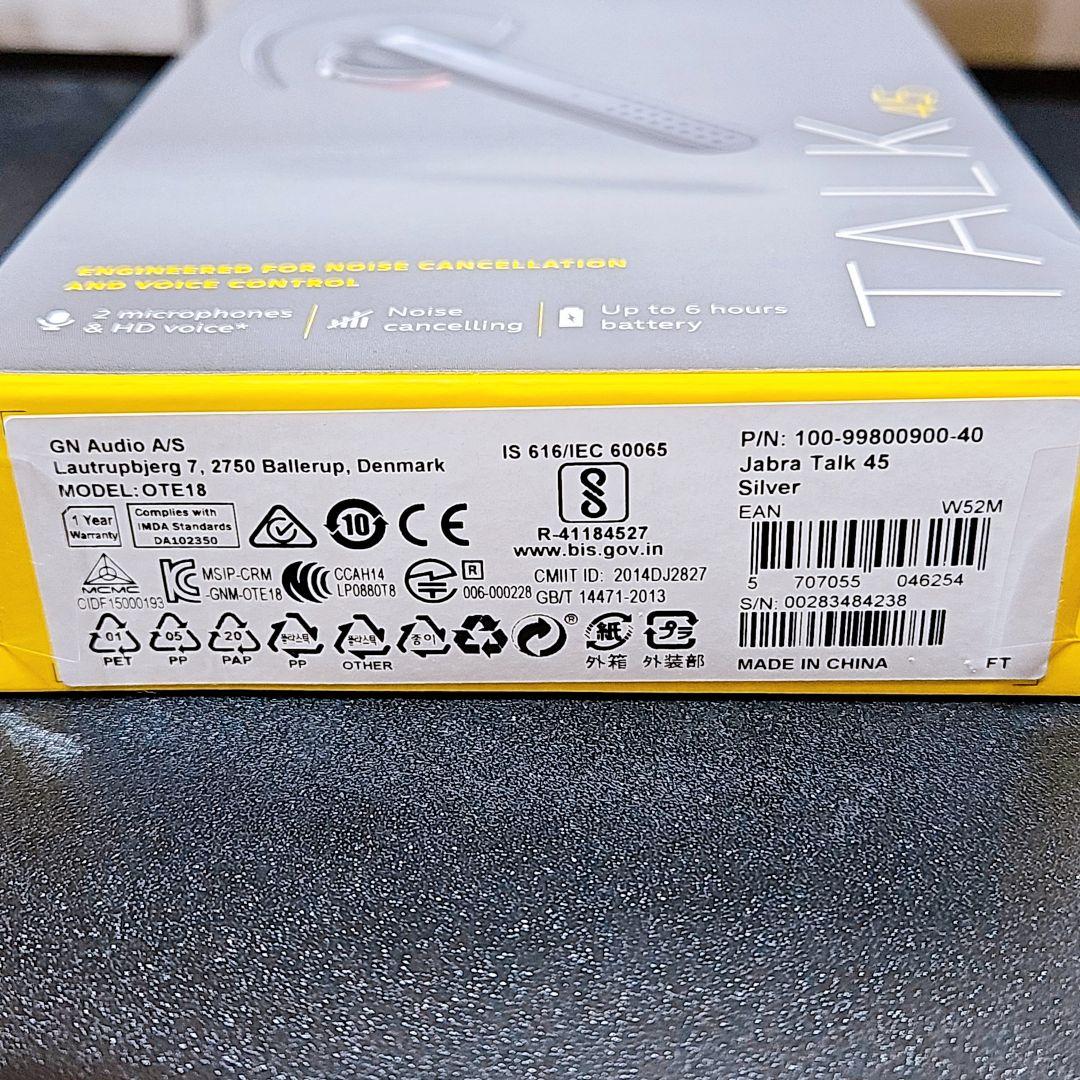 TALK 45
ENGINEERED FOR NOISE CANCELLATION
AND VOICE CONTROL
2 microphones
& HD voice*
Noise
cancelling
Up to 6 hours
battery
GN Audio A/S
Lautrupbjerg 7, 2750 Ballerup, Denmark
MODEL: OTE18
1 Year
Warranty
Complies with
IMDA Standards
DA102350
10
CE
MCMC
CIDF15000193
MSIP-CRM
-GNM-OTE18
CCAH14
LP0880T8
R
006-000228
IS 616/IEC 60065
R-41184527
www.bis.gov.in
CMIIT ID: 2014DJ2827
GB/T 14471-2013
01
PET
05
PP
20
PAP
플라스틱
PP
플라스틱
OTHER
종이
®
紙
外箱
プラ
外装部
P/N: 100-99800900-40
Jabra Talk 45
Silver
EAN
W52M
5 707055 046254
S/N: 00283484238
MADE IN CHINA
FT